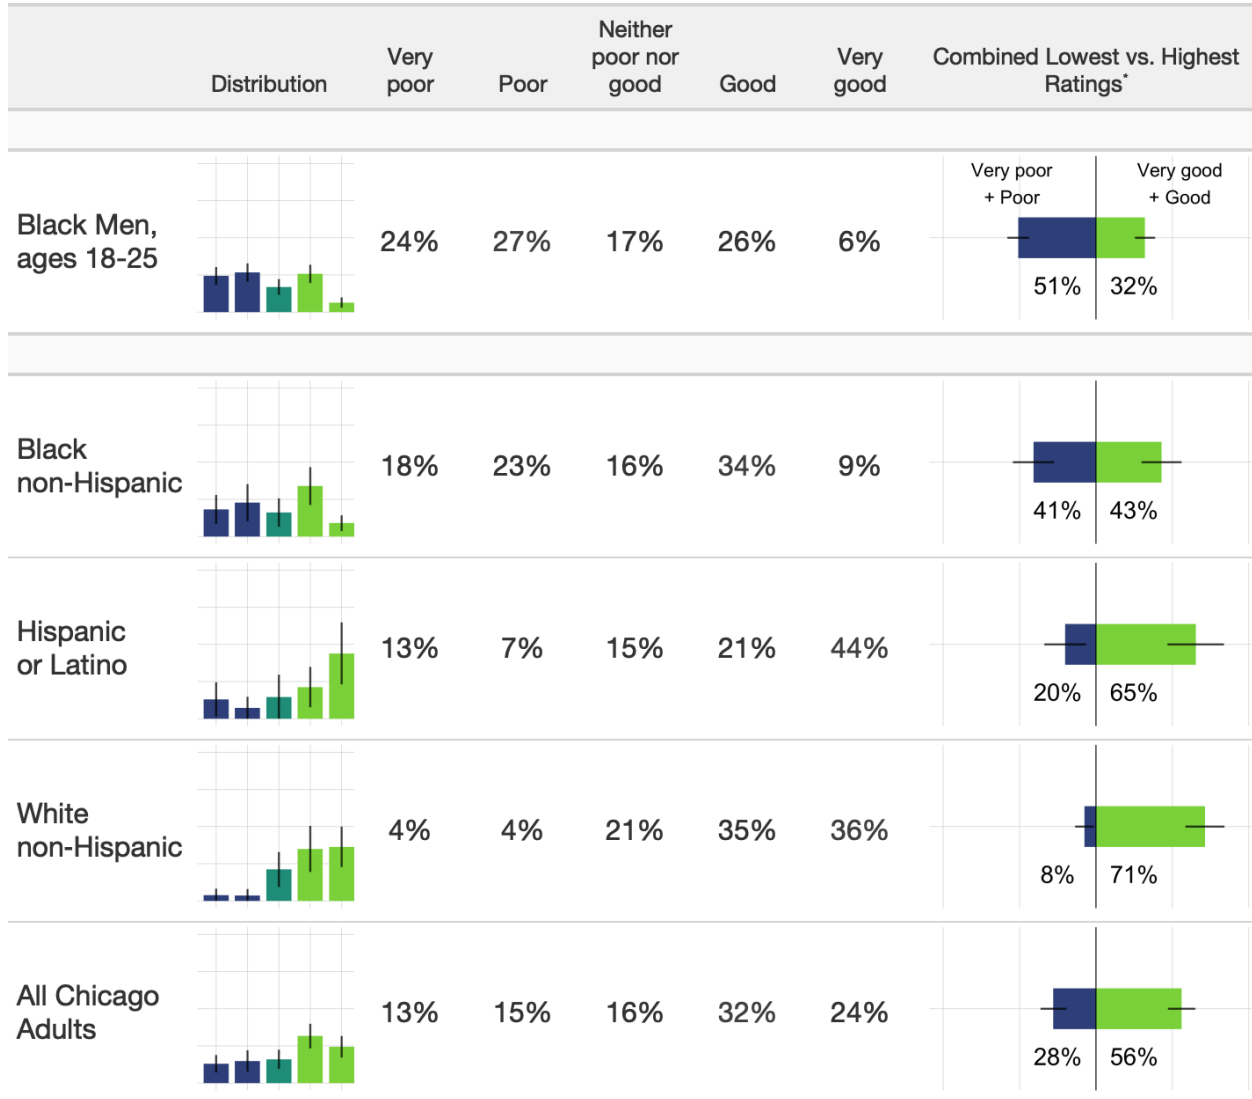 Distribution
Very
poor
Poor
Neither
poor nor
good
Good
Very
good
Combined Lowest vs. Highest
Ratings*
Black Men,
ages 18-25
24% 27% 17% 26% 6%
Very poor
+ Poor
Very good
+ Good
51% 32%
Black
non-Hispanic
18% 23% 16% 34% 9%
41% 43%
Hispanic
or Latino
13% 7% 15% 21% 44%
20% 65%
White
non-Hispanic
4% 4% 21% 35% 36%
8% 71%
All Chicago
Adults
13% 15% 16% 32% 24%
28% 56%